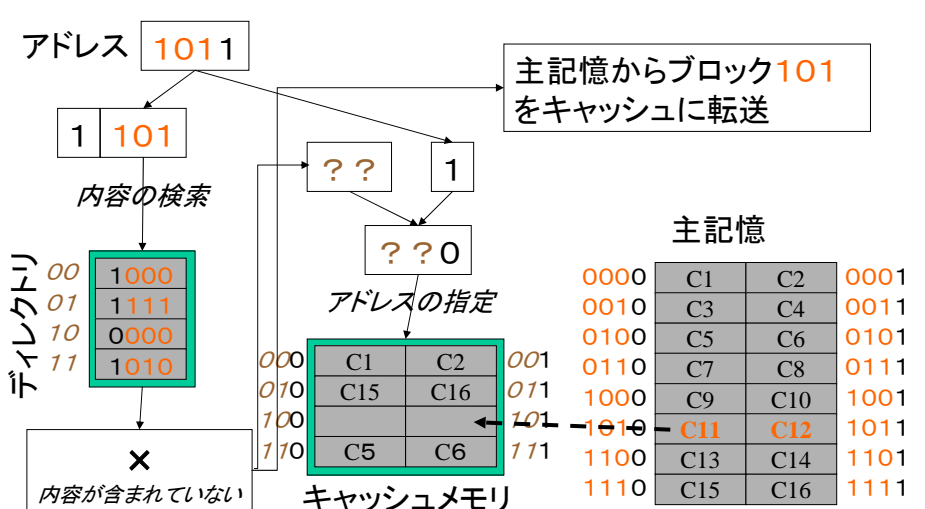 アドレス 1011
主記憶からブロック101
をキャッシュに転送
1 101
？？ 1
内容の検索
？？0
主記憶
アドレスの指定
ディレクトリ
00 1000
01 1111
10 0000
11 1010
×
内容が含まれていない
000 C1 C2 001
010 C15 C16 011
100 101
110 C5 C6 111
キャッシュメモリ
0000 C1 C2 0001
0010 C3 C4 0011
0100 C5 C6 0101
0110 C7 C8 0111
1000 C9 C10 1001
1010 C11 C12 1011
1100 C13 C14 1101
1110 C15 C16 1111